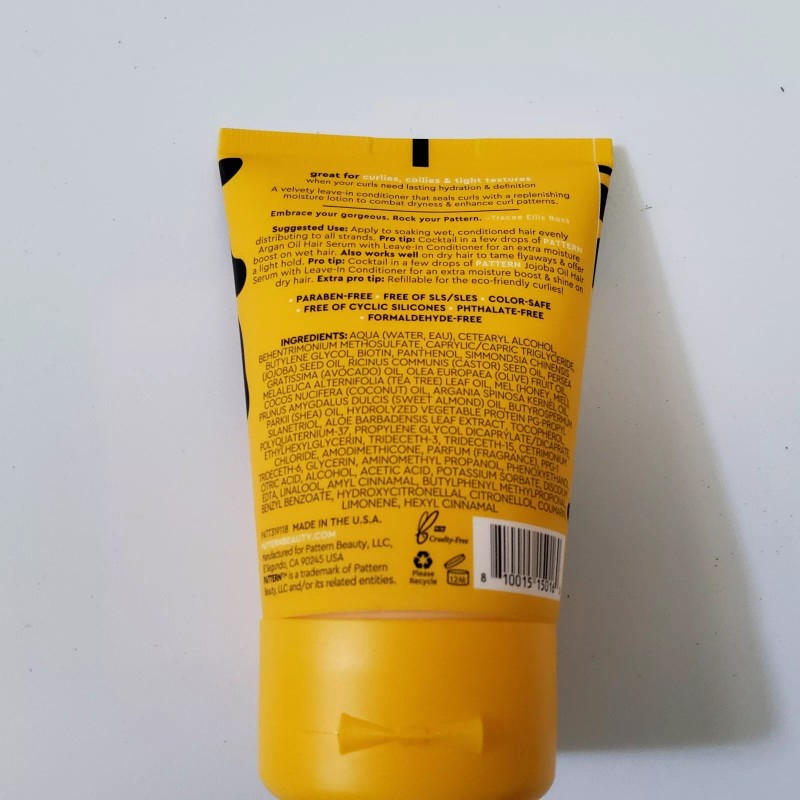 great for curlies, coilies & tight textures
when your curls need lasting hydration & definition
A velvety leave-in conditioner that seals curls with a replenishing
moisture lotion to combat dryness & enhance curl patterns.
Embrace your gorgeous. Rock your Pattern. -Tracee Ellis Ross
Suggested Use: Apply to soaking wet, conditioned hair evenly
distributing to all strands. Pro tip: Cocktail in a few drops of PATTERN
Argan Oil Hair Serum with Leave-In Conditioner for an extra moisture
boost on wet hair. Also works well on dry hair to tame flyaways & offer
a light hold. Pro tip: Cocktail in a few drops of PATTERN Jojoba Oil Hair
Serum with Leave-In Conditioner for an extra moisture boost & shine on
dry hair. Extra pro tip: Refillable for the eco-friendly curlies!
• PARABEN-FREE • FREE OF SLS/SLES • COLOR-SAFE
• FREE OF CYCLIC SILICONES • PHTHALATE-FREE
• FORMALDEHYDE-FREE
INGREDIENTS: AQUA (WATER, EAU), CETEARYL ALCOHOL,
BEHENTRIMONIUM METHOSULFATE, CAPRYLIC/CAPRIC TRIGLYCERIDE,
BUTYLENE GLYCOL, BIOTIN, PANTHENOL, SIMMONDSIA CHINENSIS
(JOJOBA) SEED OIL, RICINUS COMMUNIS (CASTOR) SEED OIL, PERSEA
GRATISSIMA (AVOCADO) OIL, OLEA EUROPAEA (OLIVE) FRUIT OIL,
MELALEUCA ALTERNIFOLIA (TEA TREE) LEAF OIL, MEL (HONEY, MIEL),
COCOS NUCIFERA (COCONUT) OIL, ARGANIA SPINOSA KERNEL OIL,
PRUNUS AMYGDALUS DULCIS (SWEET ALMOND) OIL, BUTYROSPERMUM
PARKII (SHEA) OIL, HYDROLYZED VEGETABLE PROTEIN PG-PROPYL
SILANETRIOL, ALOE BARBADENSIS LEAF EXTRACT, TOCOPHEROL,
POLYQUATERNIUM-37, PROPYLENE GLYCOL DICAPRYLATE/DICAPRATE,
ETHYLHEXYLGLYCERIN, TRIDECETH-3, TRIDECETH-15, CETRIMONIUM
CHLORIDE, AMODIMETHICONE, PARFUM (FRAGRANCE), PPG-1
TRIDECETH-6, GLYCERIN, AMINOMETHYL PROPANOL, PHENOXYETHANOL,
CITRIC ACID, ALCOHOL, ACETIC ACID, POTASSIUM SORBATE, DISODIUM
EDTA, LINALOOL, AMYL CINNAMAL, BUTYLPHENYL METHYLPROPIONAL,
BENZYL BENZOATE, HYDROXYCITRONELLAL, CITRONELLOL, COUMARIN,
LIMONENE, HEXYL CINNAMAL
MADE IN THE U.S.A.
PATTERNBEAUTY.COM
Manufactured for Pattern Beauty, LLC,
El Segundo, CA 90245 USA
PATTERN™ is a trademark of Pattern
Beauty, LLC and/or its related entities.
Cruelty-Free
Please
Recycle
12M
8 10015 15016